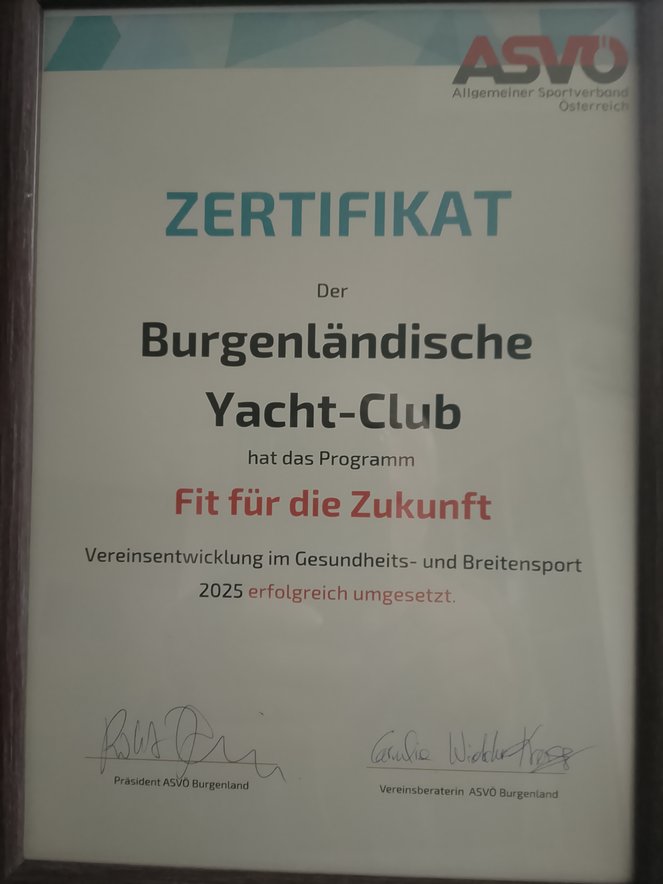 ASVÖ
Allgemeiner Sportverband
Österreich
ZERTIFIKAT
Der
Burgenländische
Yacht-Club
hat das Programm
Fit für die Zukunft
Vereinsentwicklung im Gesundheits- und Breitensport
2025 erfolgreich umgesetzt.
Präsident ASVÖ Burgenland
Vereinsberaterin ASVÖ Burgenland